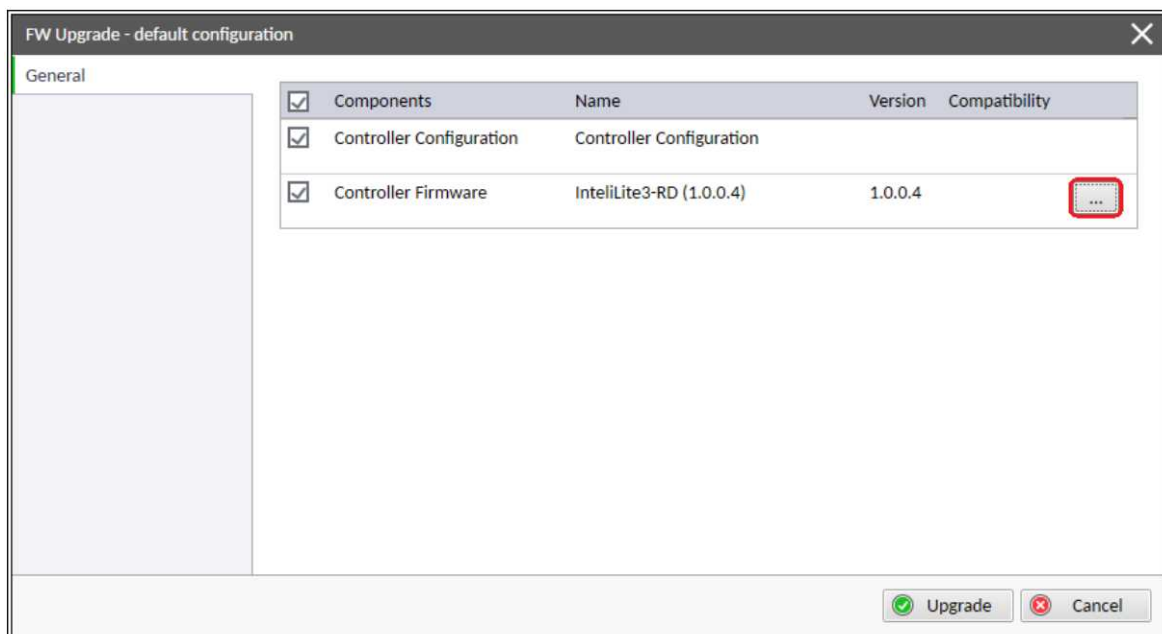 FW Upgrade - default configuration
General
Components Name Version Compatibility
Controller Configuration Controller Configuration
Controller Firmware InteliLite3-RD (1.0.0.4) 1.0.0.4 ...
Upgrade Cancel